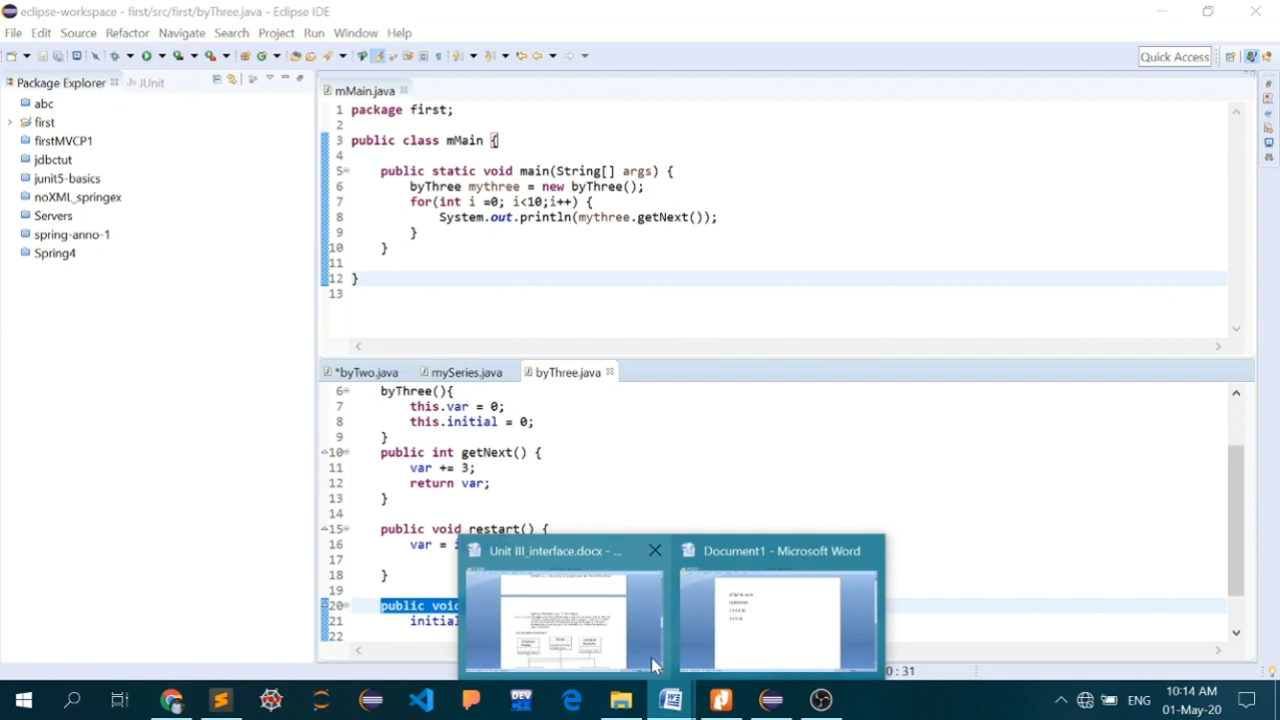 eclipse-workspace - first/src/first/byThree.java - Eclipse IDE
File Edit Source Refactor Navigate Search Project Run Window Help
Quick Access
Package Explorer JUnit
abc
first
firstMVCP1
jdbctut
junit5-basics
noXML_springex
Servers
spring-anno-1
Spring4
mMain.java
1 package first;
2
3 public class mMain {
4
5 public static void main(String[] args) {
6 byThree mythree = new byThree();
7 for(int i =0; i<10;i++) {
8 System.out.println(mythree.getNext());
9 }
10 }
11
12 }
13
*byTwo.java mySeries.java byThree.java
6 byThree(){
7 this.var = 0;
8 this.initial = 0;
9 }
10 public int getNext() {
11 var += 3;
12 return var;
13 }
14
15 public void restart() {
16 var = i
17
18 }
19
20 public void
21 initial
22
Unit III_interface.docx - ...
Document1 - Microsoft Word
0 : 31
DEV
ENG
10:14 AM
01-May-20